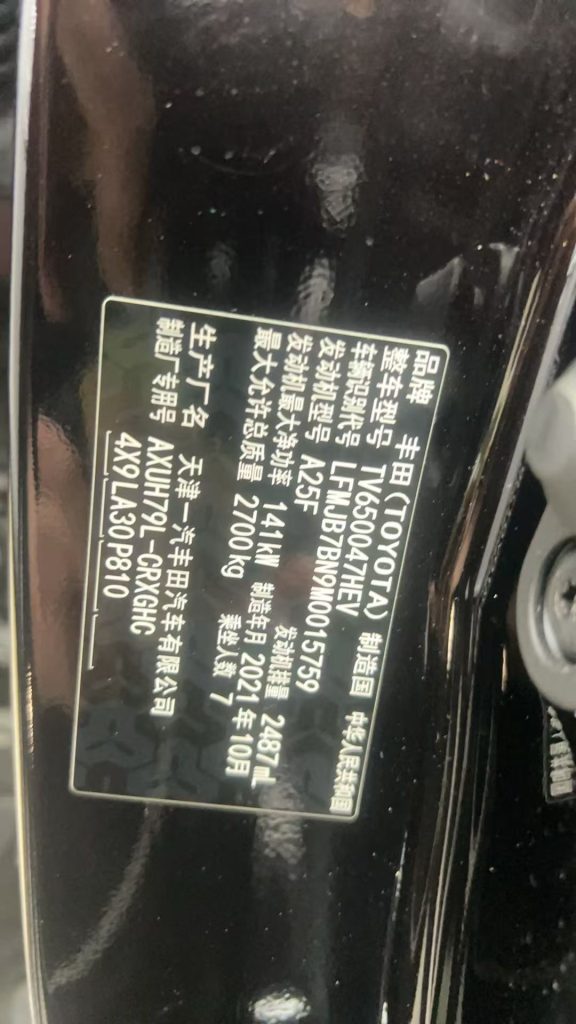 品牌 丰田(TOYOTA) 制造国 中华人民共和国
整车型号 TV650047HEV
车辆识别代号 LFMJB7BN9M0015759
发动机型号 A25F 发动机排量 2487mL
发动机最大净功率 141kW 制造年月 2021年10月
最大允许总质量 2700kg 乘坐人数 7
生产厂名 天津一汽丰田汽车有限公司
制造厂专用号 AXUH79L-CRXGHC
4X9LA30P810